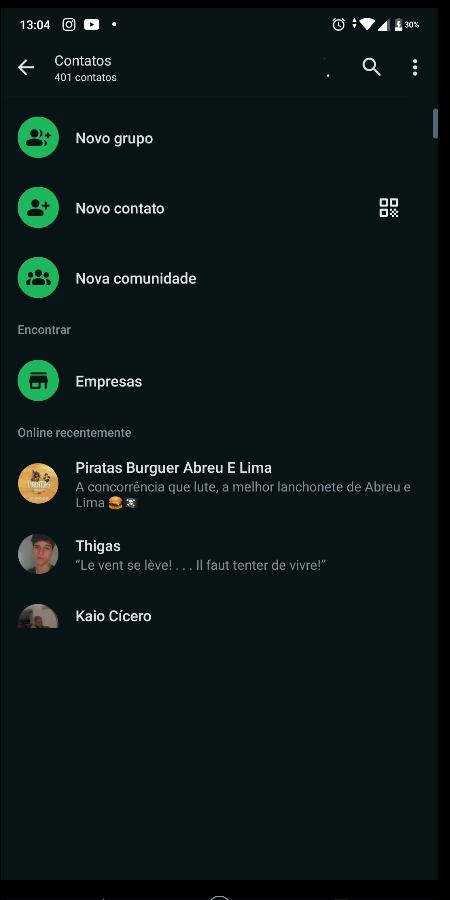 13:04
30%
Contatos
401 contatos
Novo grupo
Novo contato
Nova comunidade
Encontrar
Empresas
Online recentemente
Piratas Burguer Abreu E Lima
A concorrência que lute, a melhor lanchonete de Abreu e
Lima 🍔🏴‍☠️
Thigas
“Le vent se lève! . . . Il faut tenter de vivre!”
Kaio Cícero